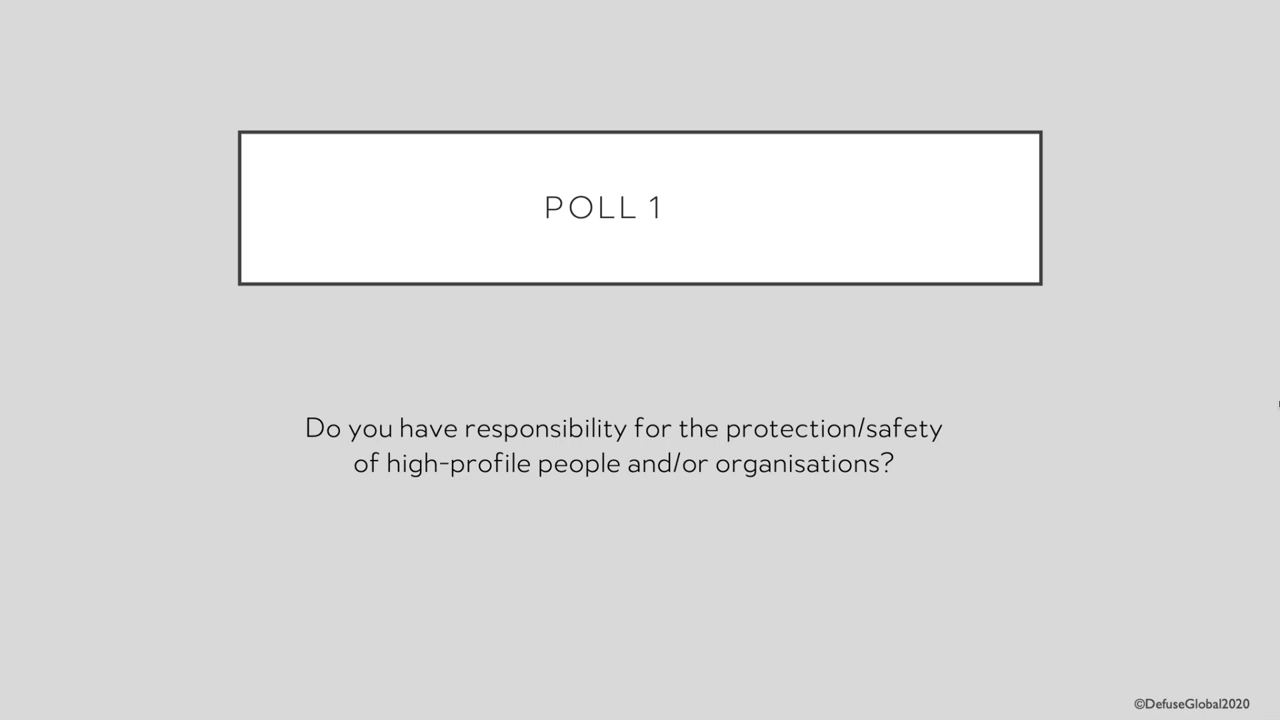 POLL 1
Do you have responsibility for the protection/safety
of high-profile people and/or organisations?
©DefuseGlobal2020